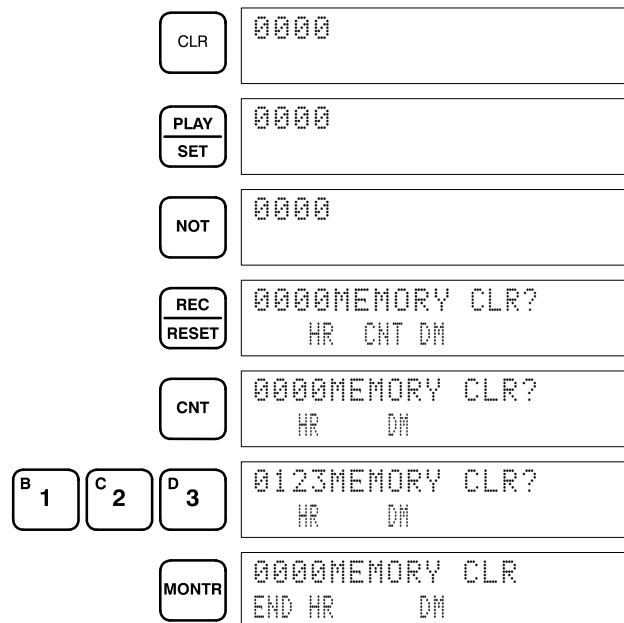 CLR
0000
PLAY
SET
0000
NOT
0000
REC
RESET
0000MEMORY CLR?
HR CNT DM
CNT
0000MEMORY CLR?
HR DM
B 1 C 2 D 3
0123MEMORY CLR?
HR DM
MONTR
0000MEMORY CLR
END HR DM